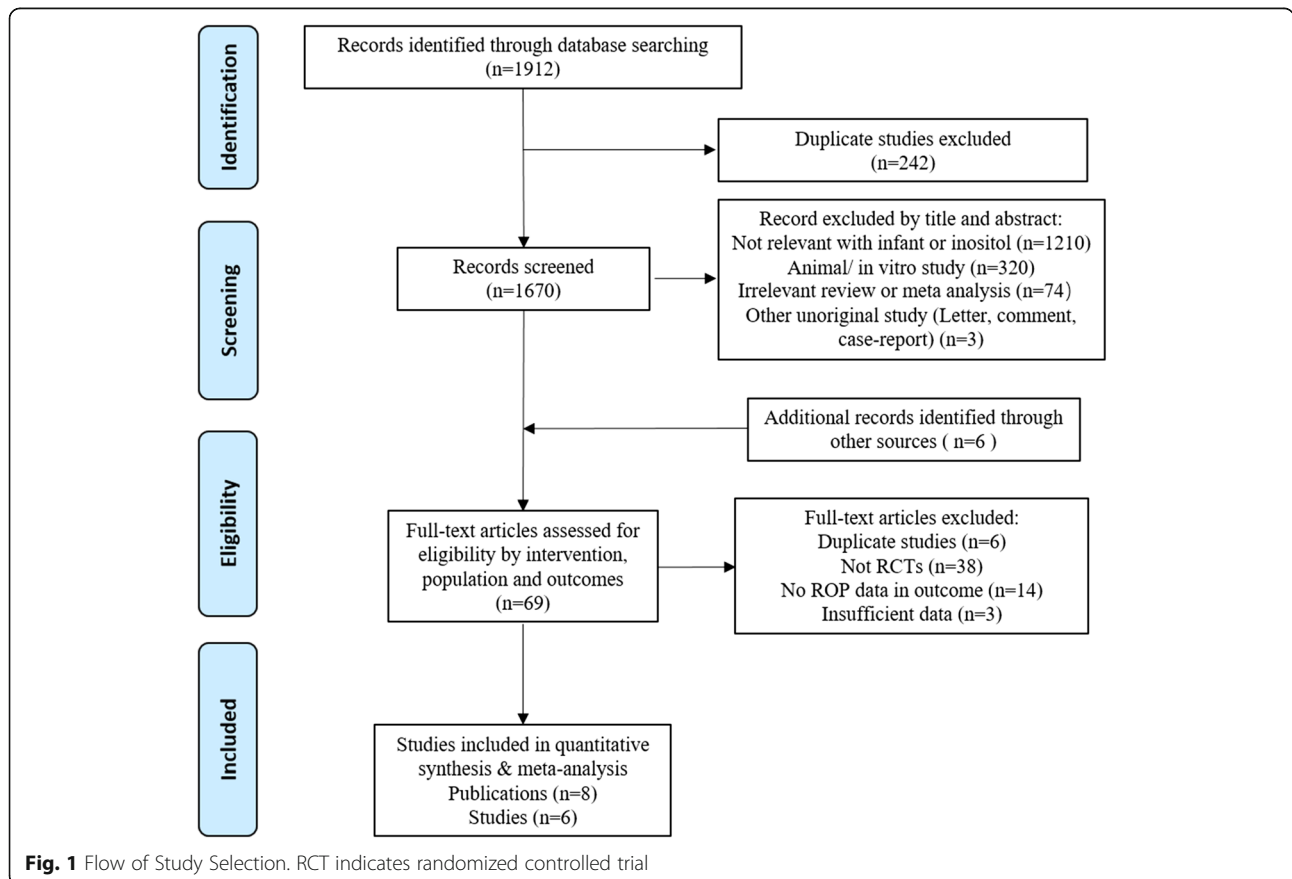 Identification
Records identified through database searching
(n=1912)
Duplicate studies excluded
(n=242)
Screening
Records screened
(n=1670)
Record excluded by title and abstract:
Not relevant with infant or inositol (n=1210)
Animal/ in vitro study (n=320)
Irrelevant review or meta analysis (n=74)
Other unoriginal study (Letter, comment,
case-report) (n=3)
Additional records identified through
other sources ( n=6 )
Eligibility
Full-text articles assessed for
eligibility by intervention,
population and outcomes
(n=69)
Full-text articles excluded:
Duplicate studies (n=6)
Not RCTs (n=38)
No ROP data in outcome (n=14)
Insufficient data (n=3)
Included
Studies included in quantitative
synthesis & meta-analysis
Publications (n=8)
Studies (n=6)
Fig. 1 Flow of Study Selection. RCT indicates randomized controlled trial